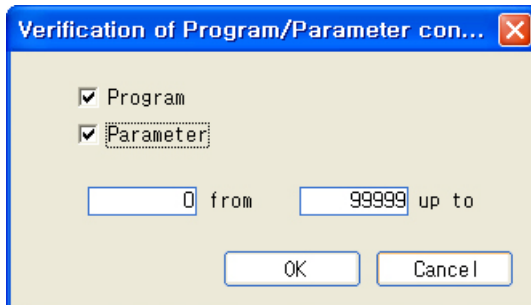 Verification of Program/Parameter con...
Program
Parameter
0 from 99999 up to
OK Cancel